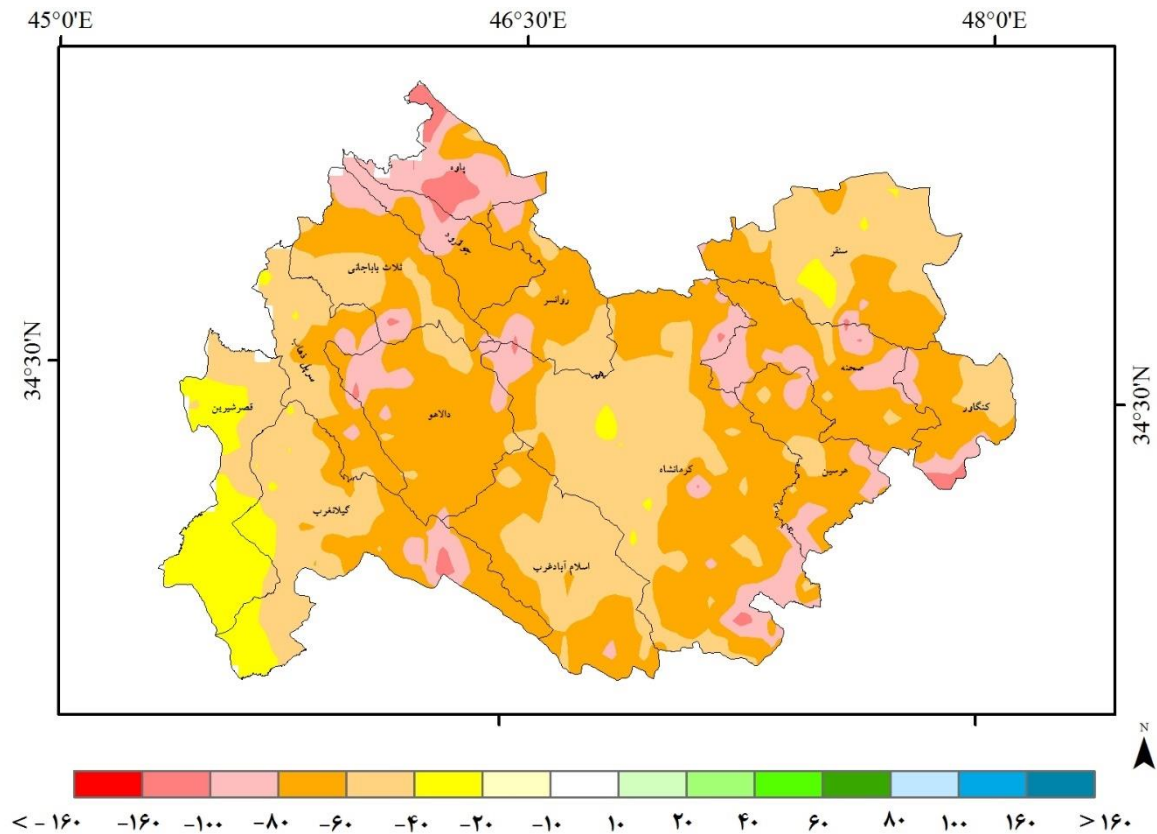 45°0'E 46°30'E 48°0'E
34°30'N
34°30'N
پاوه
جوانرود
ثلاث باباجانی
روانسر
سنقر
سرپل ذهاب
صحنه
قصرشیرین
دالاهو
کنگاور
کرمانشاه
هرسین
گیلانغرب
اسلام آبادغرب
N
< -۱۶۰ -۱۶۰ -۱۰۰ -۸۰ -۶۰ -۴۰ -۲۰ -۱۰ ۱۰ ۲۰ ۴۰ ۶۰ ۸۰ ۱۰۰ ۱۶۰ > ۱۶۰